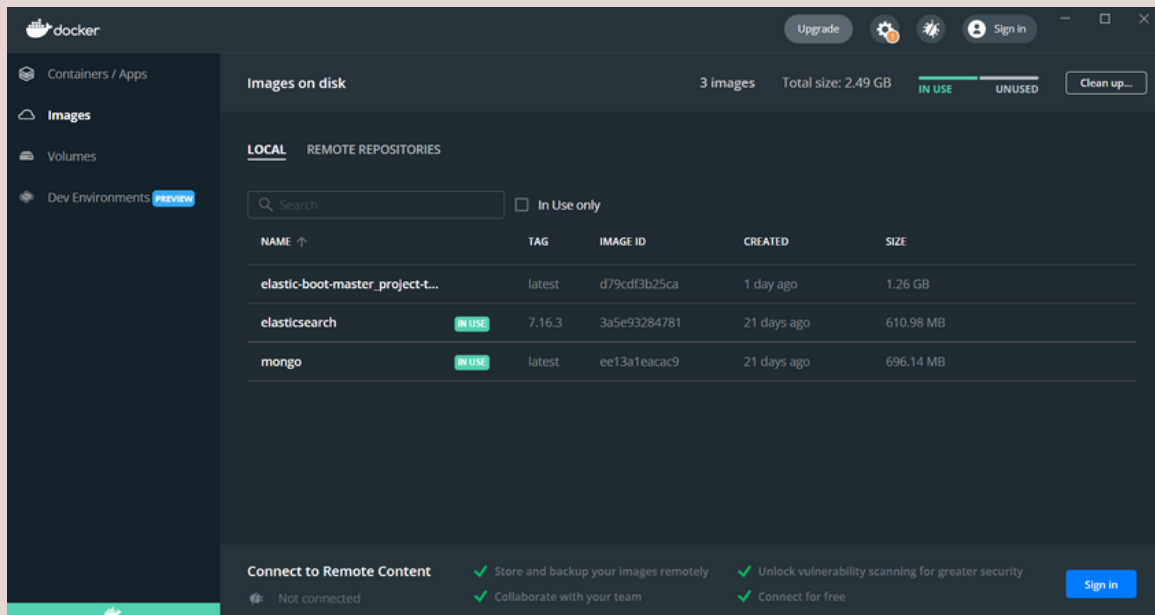 docker
Upgrade
Sign in
Containers / Apps
Images
Volumes
Dev Environments PREVIEW
Images on disk
3 images Total size: 2.49 GB IN USE UNUSED Clean up...
LOCAL REMOTE REPOSITORIES
Search In Use only
NAME TAG IMAGE ID CREATED SIZE
elastic-boot-master_project-t... latest d79cdf3b25ca 1 day ago 1.26 GB
elasticsearch IN USE 7.16.3 3a5e93284781 21 days ago 610.98 MB
mongo IN USE latest ee13a1eacac9 21 days ago 696.14 MB
Connect to Remote Content
Not connected
Store and backup your images remotely
Collaborate with your team
Unlock vulnerability scanning for greater security
Connect for free
Sign in